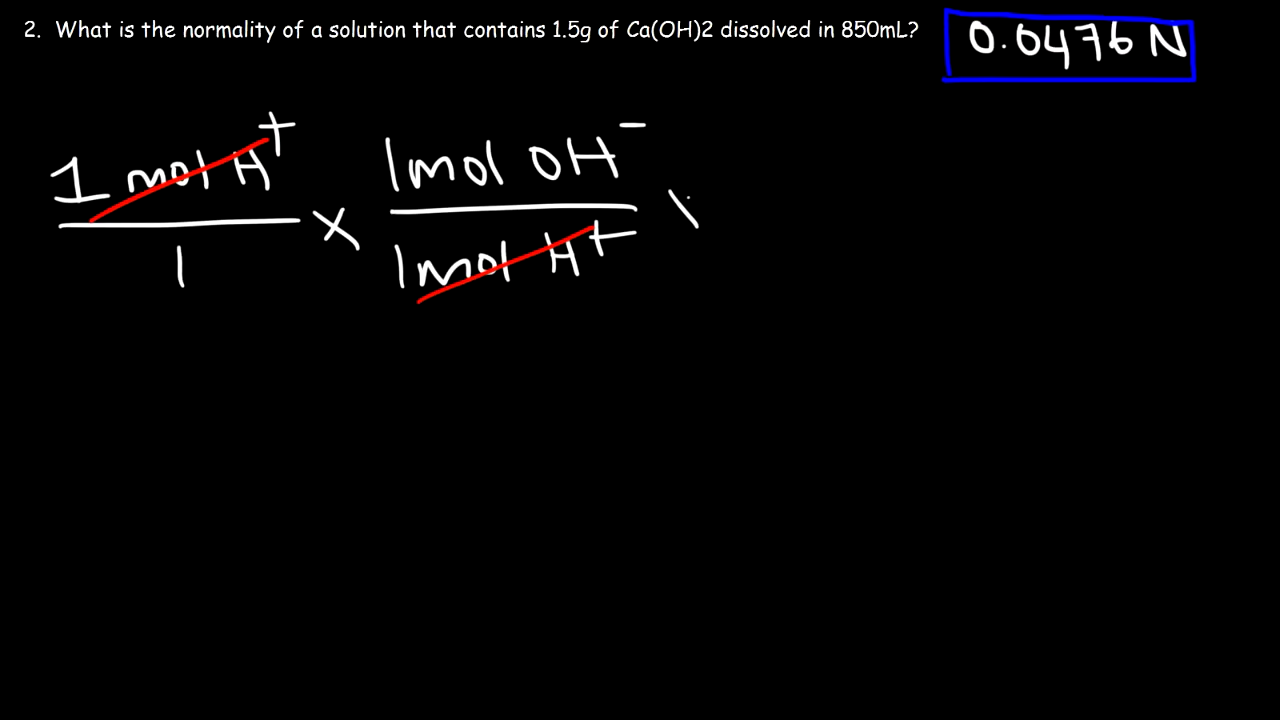 2. What is the normality of a solution that contains 1.5g of Ca(OH)2 dissolved in 850mL?
0.0476 N
1 mol H+
1
x
1mol OH-
1mol H+
\